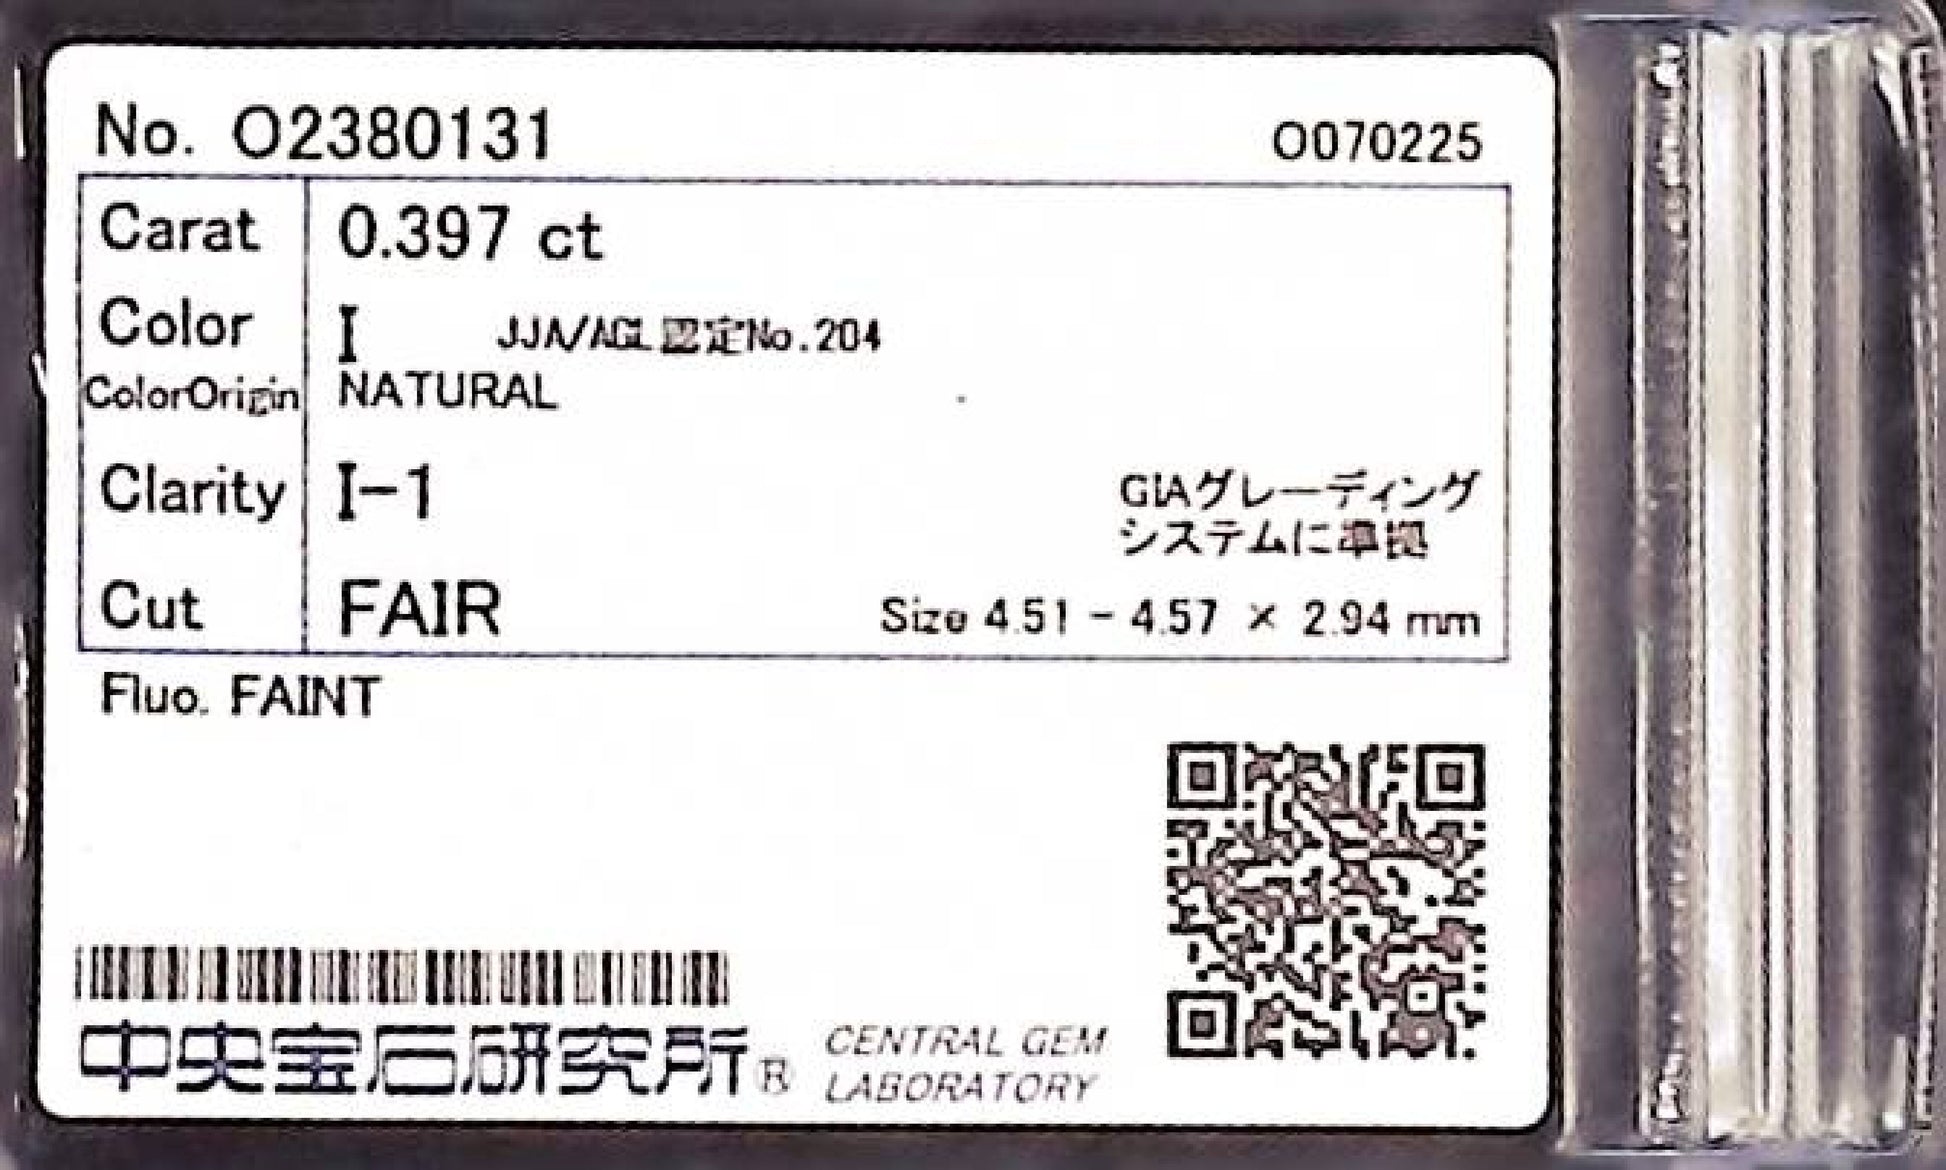 No. O2380131
O070225
Carat 0.397 ct
Color I JJA/AGL認定No.204
ColorOrigin NATURAL
Clarity I-1
GIAグレーディング
システムに準拠
Cut FAIR Size 4.51 - 4.57 × 2.94 mm
Fluo. FAINT
中央宝石研究所®
CENTRAL GEM
LABORATORY